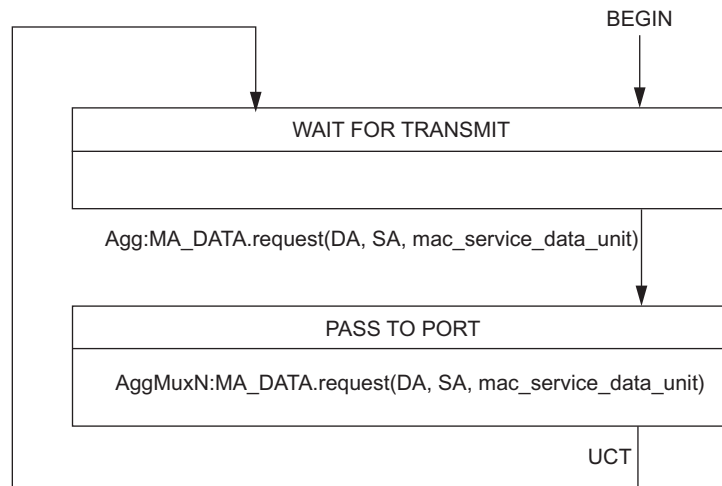 BEGIN
WAIT FOR TRANSMIT
Agg:MA_DATA.request(DA, SA, mac_service_data_unit)
PASS TO PORT
AggMuxN:MA_DATA.request(DA, SA, mac_service_data_unit)
UCT